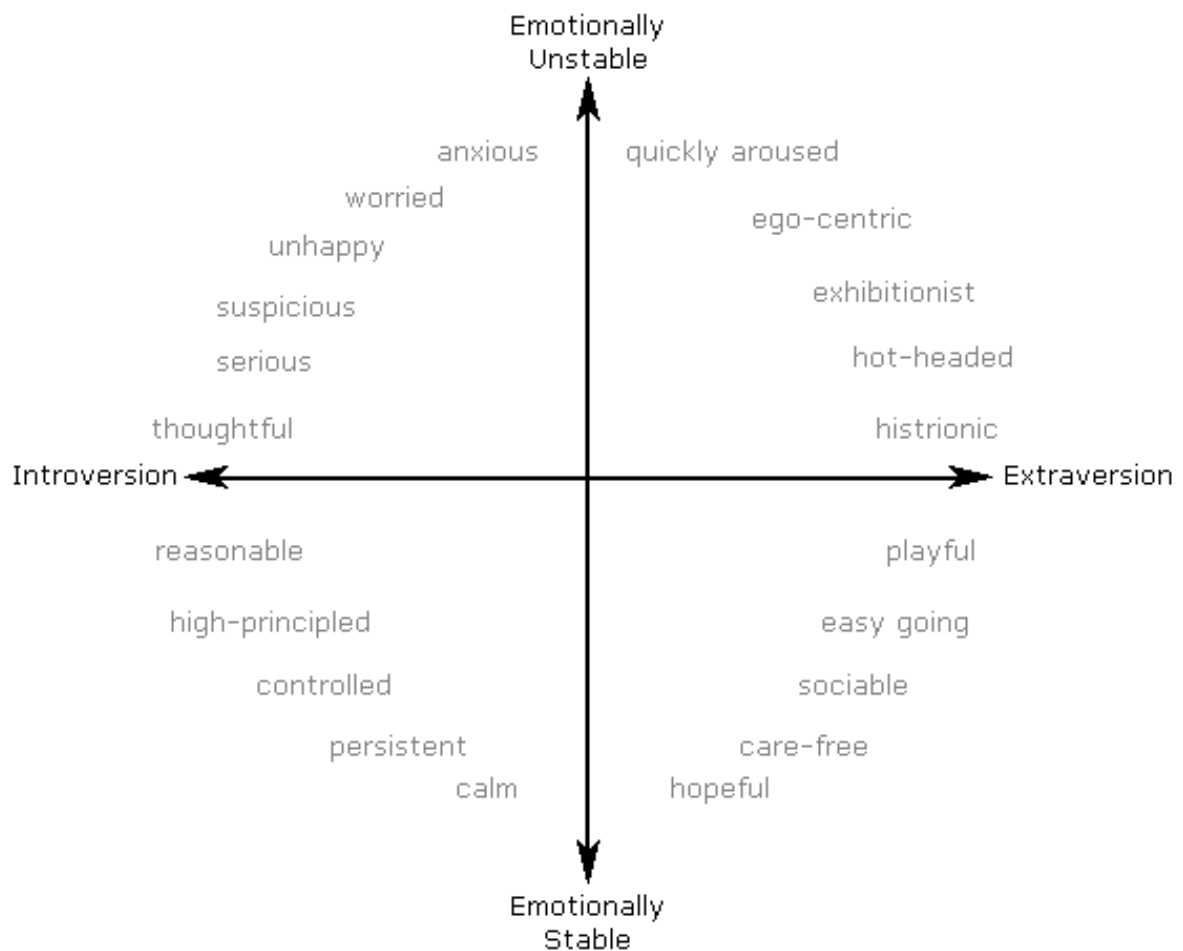 Emotionally
Unstable
anxious
quickly aroused
worried
ego-centric
unhappy
exhibitionist
suspicious
hot-headed
serious
thoughtful
histrionic
Introversion
Extraversion
reasonable
playful
high-principled
easy going
controlled
sociable
persistent
care-free
calm
hopeful
Emotionally
Stable